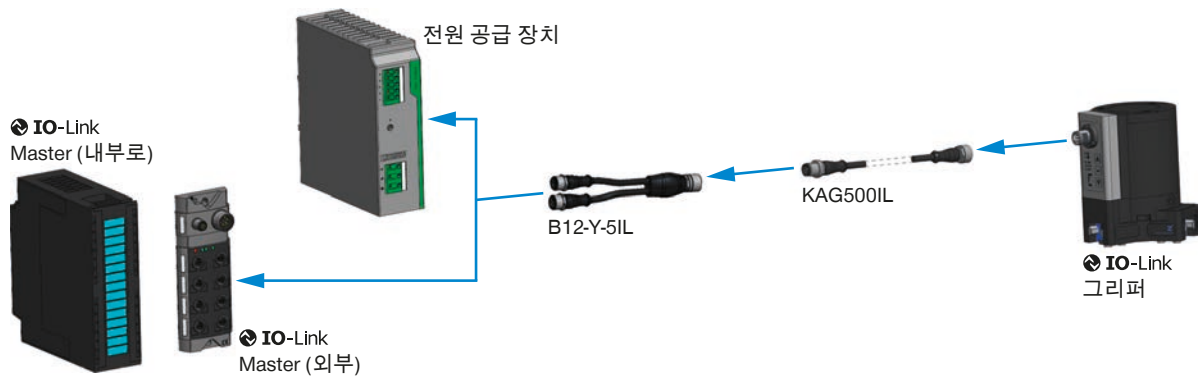 전원 공급 장치
IO-Link
Master (내부로)
KAG500IL
B12-Y-5IL
IO-Link
그리퍼
IO-Link
Master (외부)